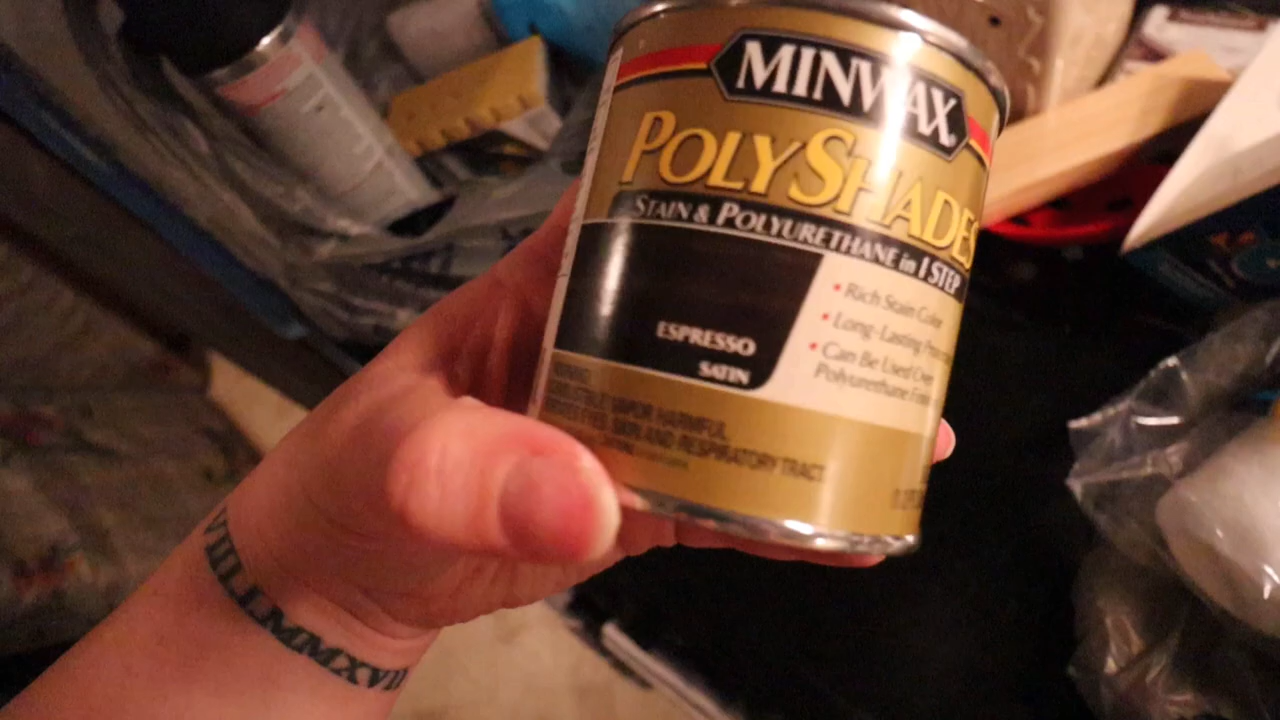 MINWAX
POLYSHADES
STAIN & POLYURETHANE in 1 STEP
• Rich Stain Color
• Long-Lasting
• Can Be Used Over
Polyurethane
ESPRESSO
SATIN
VAPOR HARMFUL
SKIN AND RESPIRATORY TRACT
VIII.I.MMXVII